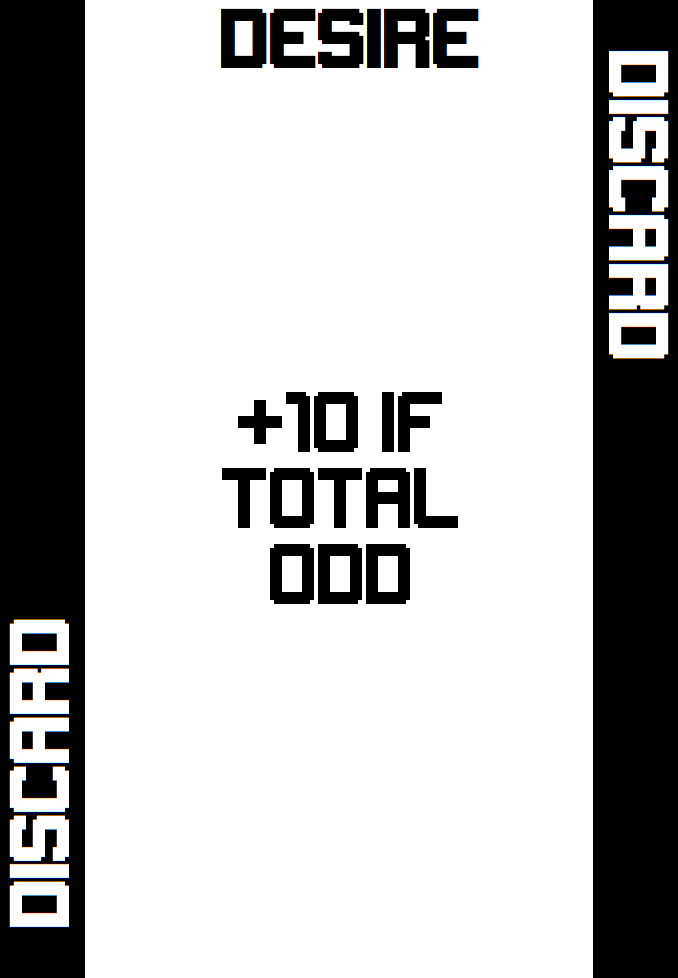 DESIRE
DISCARD
+10 IF
TOTAL
ODD
DISCARD